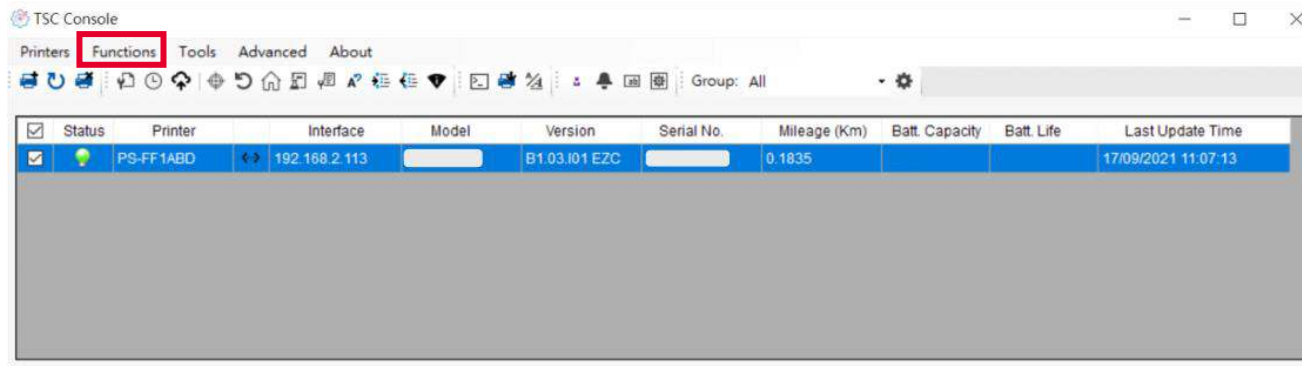 TSC Console
Printers Functions Tools Advanced About
Group: All
Status Printer Interface Model Version Serial No. Mileage (Km) Batt. Capacity Batt. Life Last Update Time
PS-FF1ABD 192.168.2.113 B1.03.I01 EZC 0.1835 17/09/2021 11:07:13